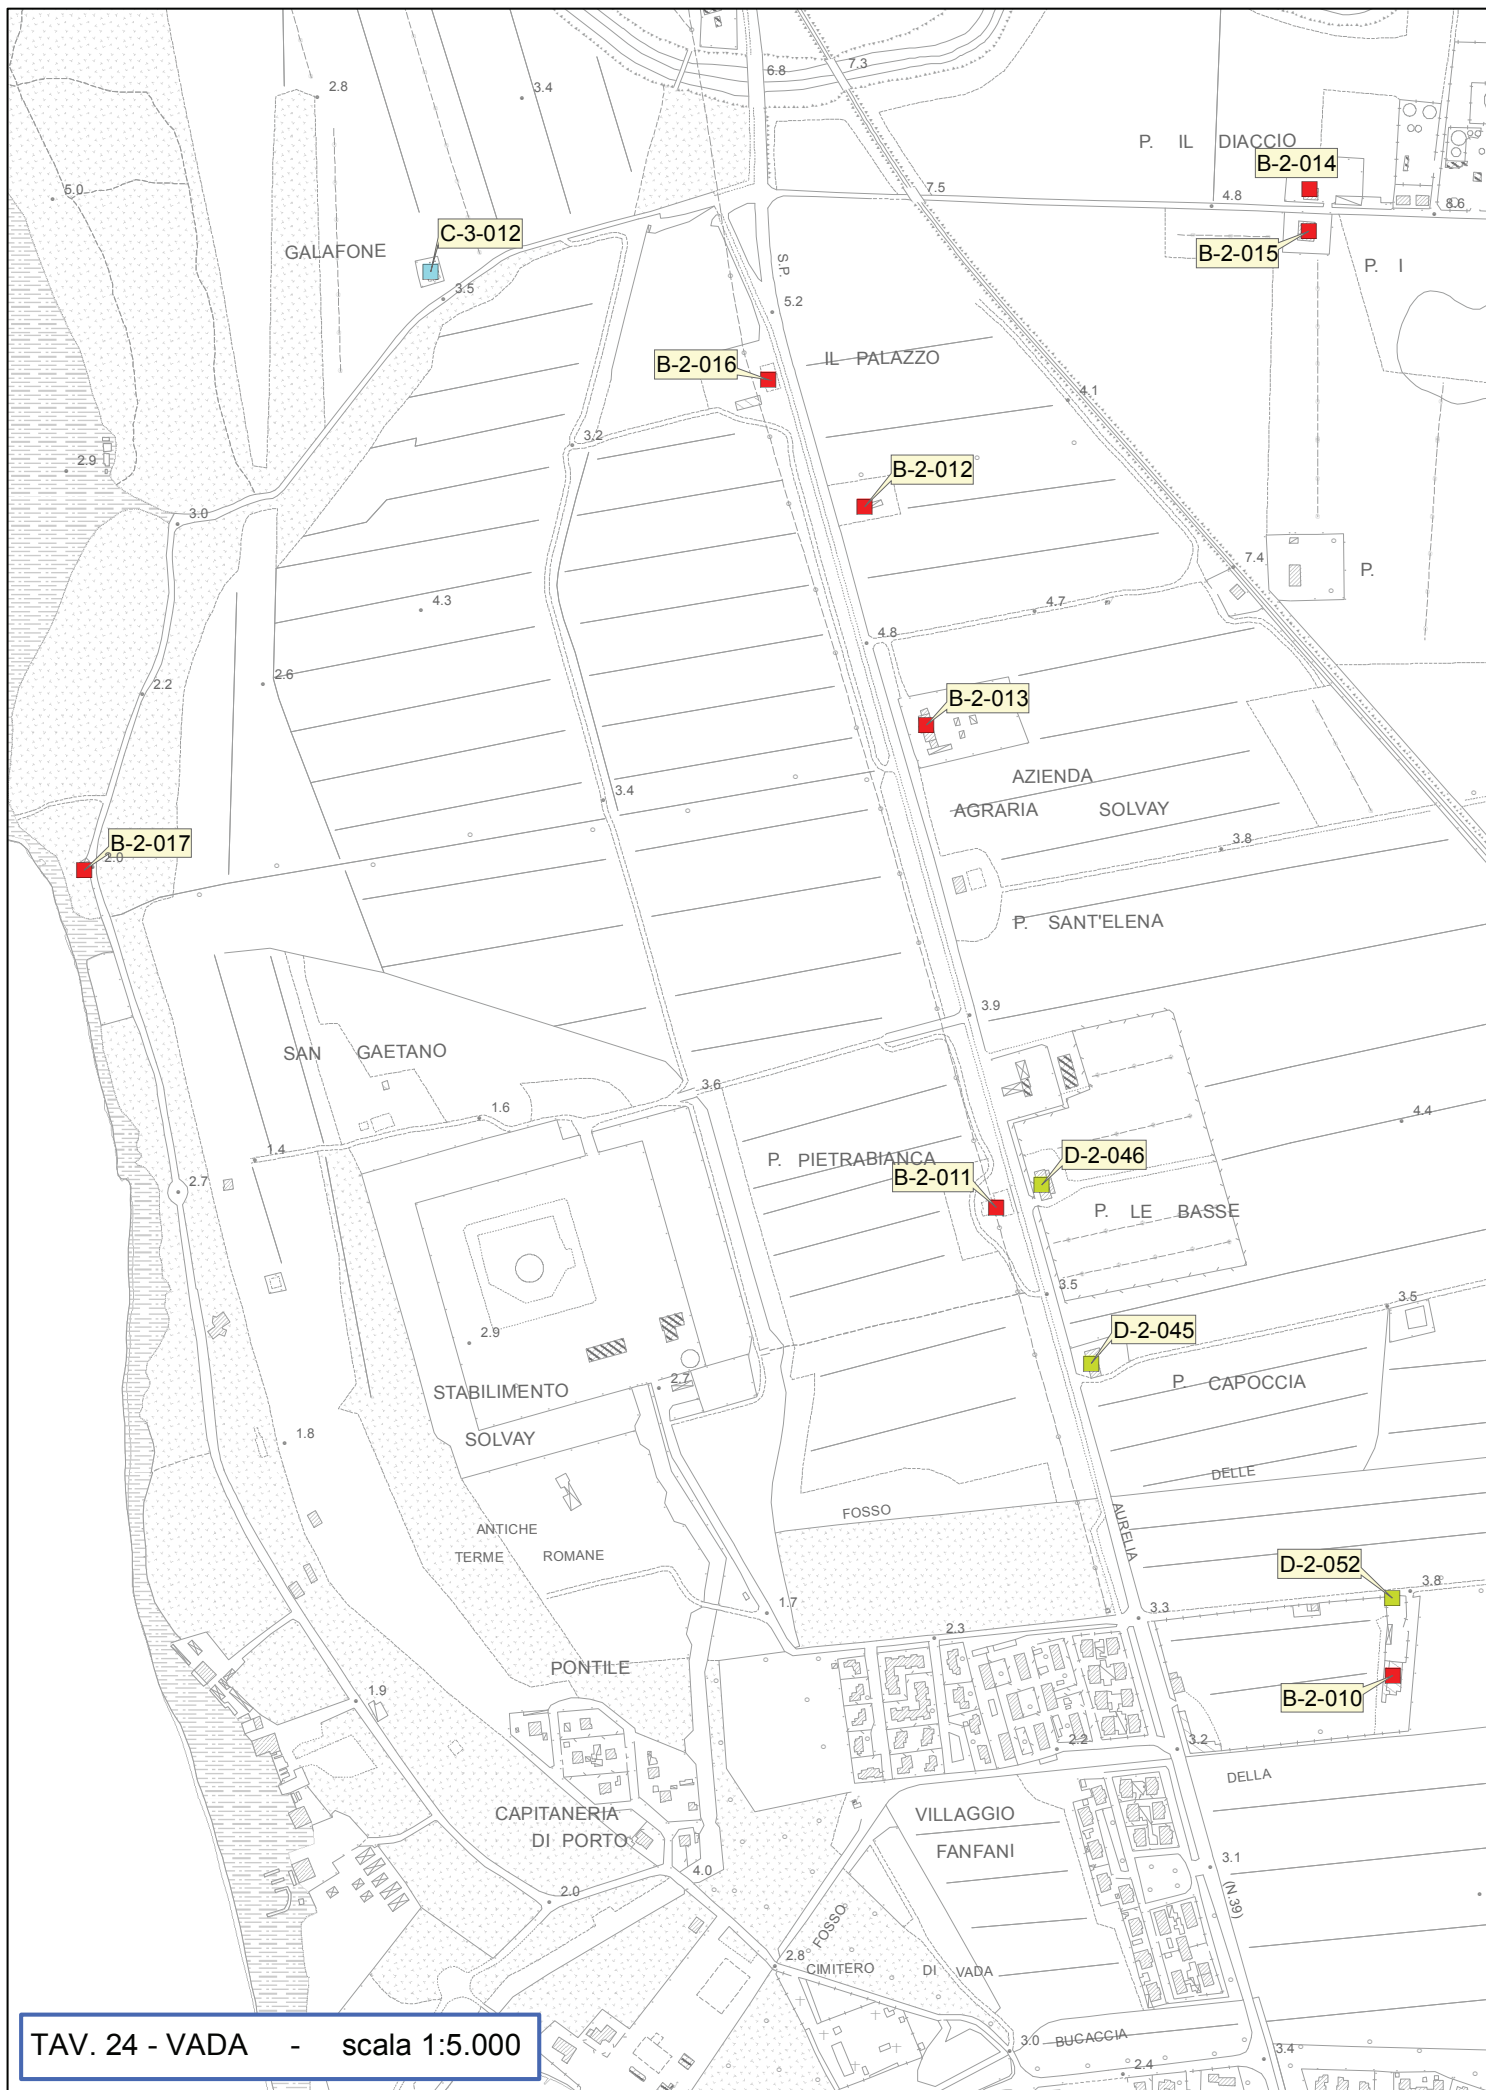 6.8
7.3
2.8
3.4
P. IL DIACCIO
B-2-014
5.0
7.5
4.8
8.6
C-3-012
GALAFONE
B-2-015
S.P.
P. I
3.5
5.2
B-2-016
IL PALAZZO
4.1
3.2
2.9
B-2-012
3.0
7.4
P.
4.3
4.7
4.8
2.6
2.2
B-2-013
AZIENDA
3.4
AGRARIA SOLVAY
B-2-017
2.0
3.8
P. SANT'ELENA
3.9
SAN GAETANO
3.6
1.6
4.4
1.4
P. PIETRABIANCA
D-2-046
B-2-011
2.7
P. LE BASSE
3.5
3.5
2.9
D-2-045
2.7
P. CAPOCCIA
STABILIMENTO
SOLVAY
1.8
DELLE
FOSSO
AURELIA
ANTICHE
TERME ROMANE
D-2-052
3.8
1.7
3.3
2.3
PONTILE
B-2-010
1.9
2.2
3.2
DELLA
CAPITANERIA
DI PORTO
VILLAGGIO
FANFANI
4.0
3.1
2.0
(N.39)
FOSSO
2.8
CIMITERO DI VADA
3.0
BUCACCIA
3.4
2.4
TAV. 24 - VADA - scala 1:5.000